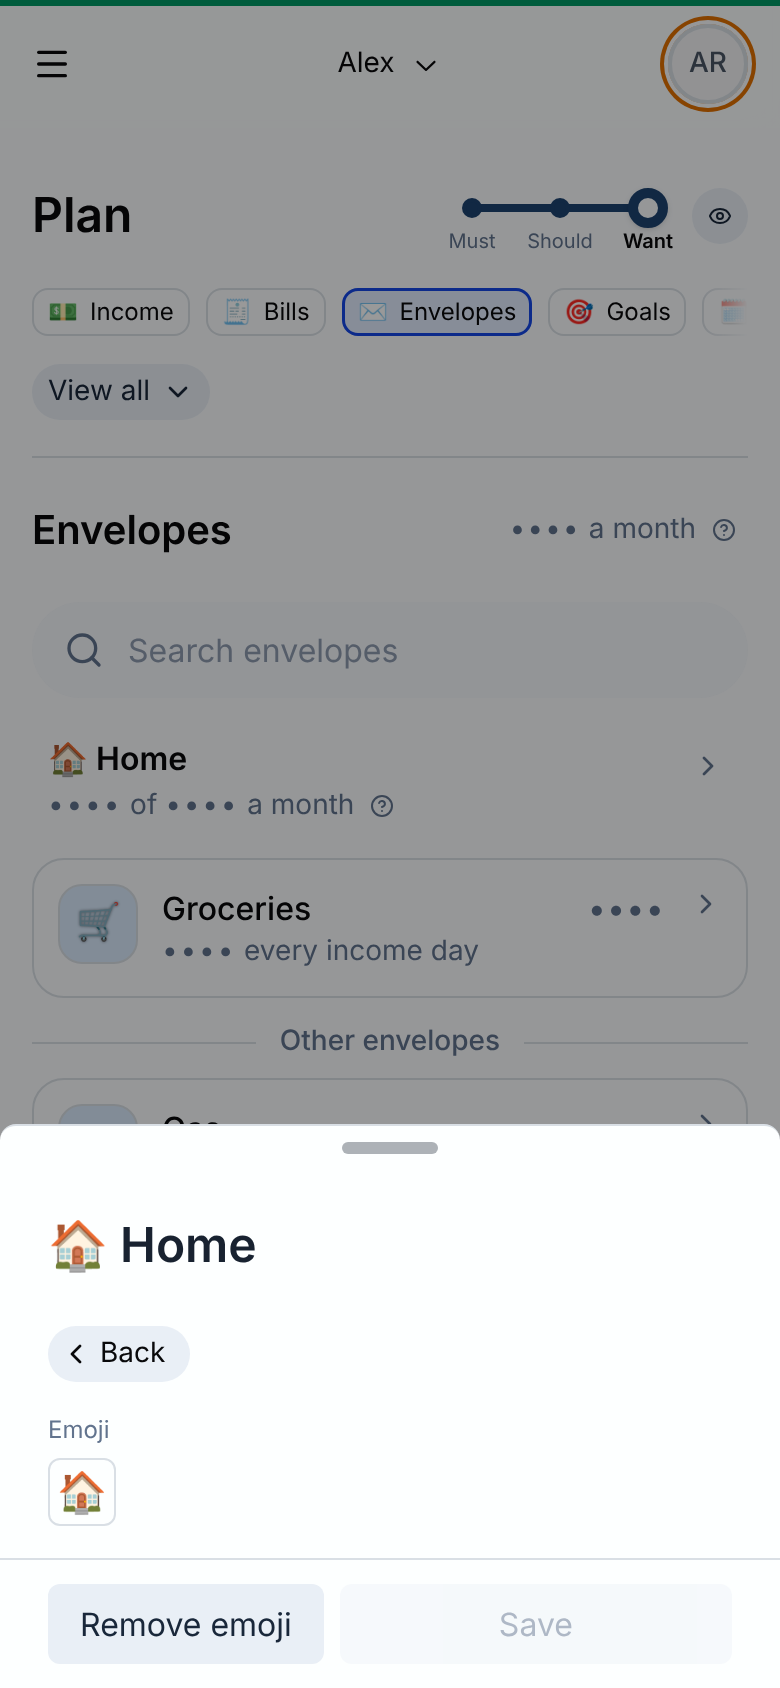 Alex
AR
Plan
Must Should Want
Income Bills Envelopes Goals
View all
Envelopes
•••• a month
Search envelopes
Home
•••• of •••• a month
Groceries
••••
•••• every income day
Other envelopes
Home
Back
Emoji
Remove emoji
Save